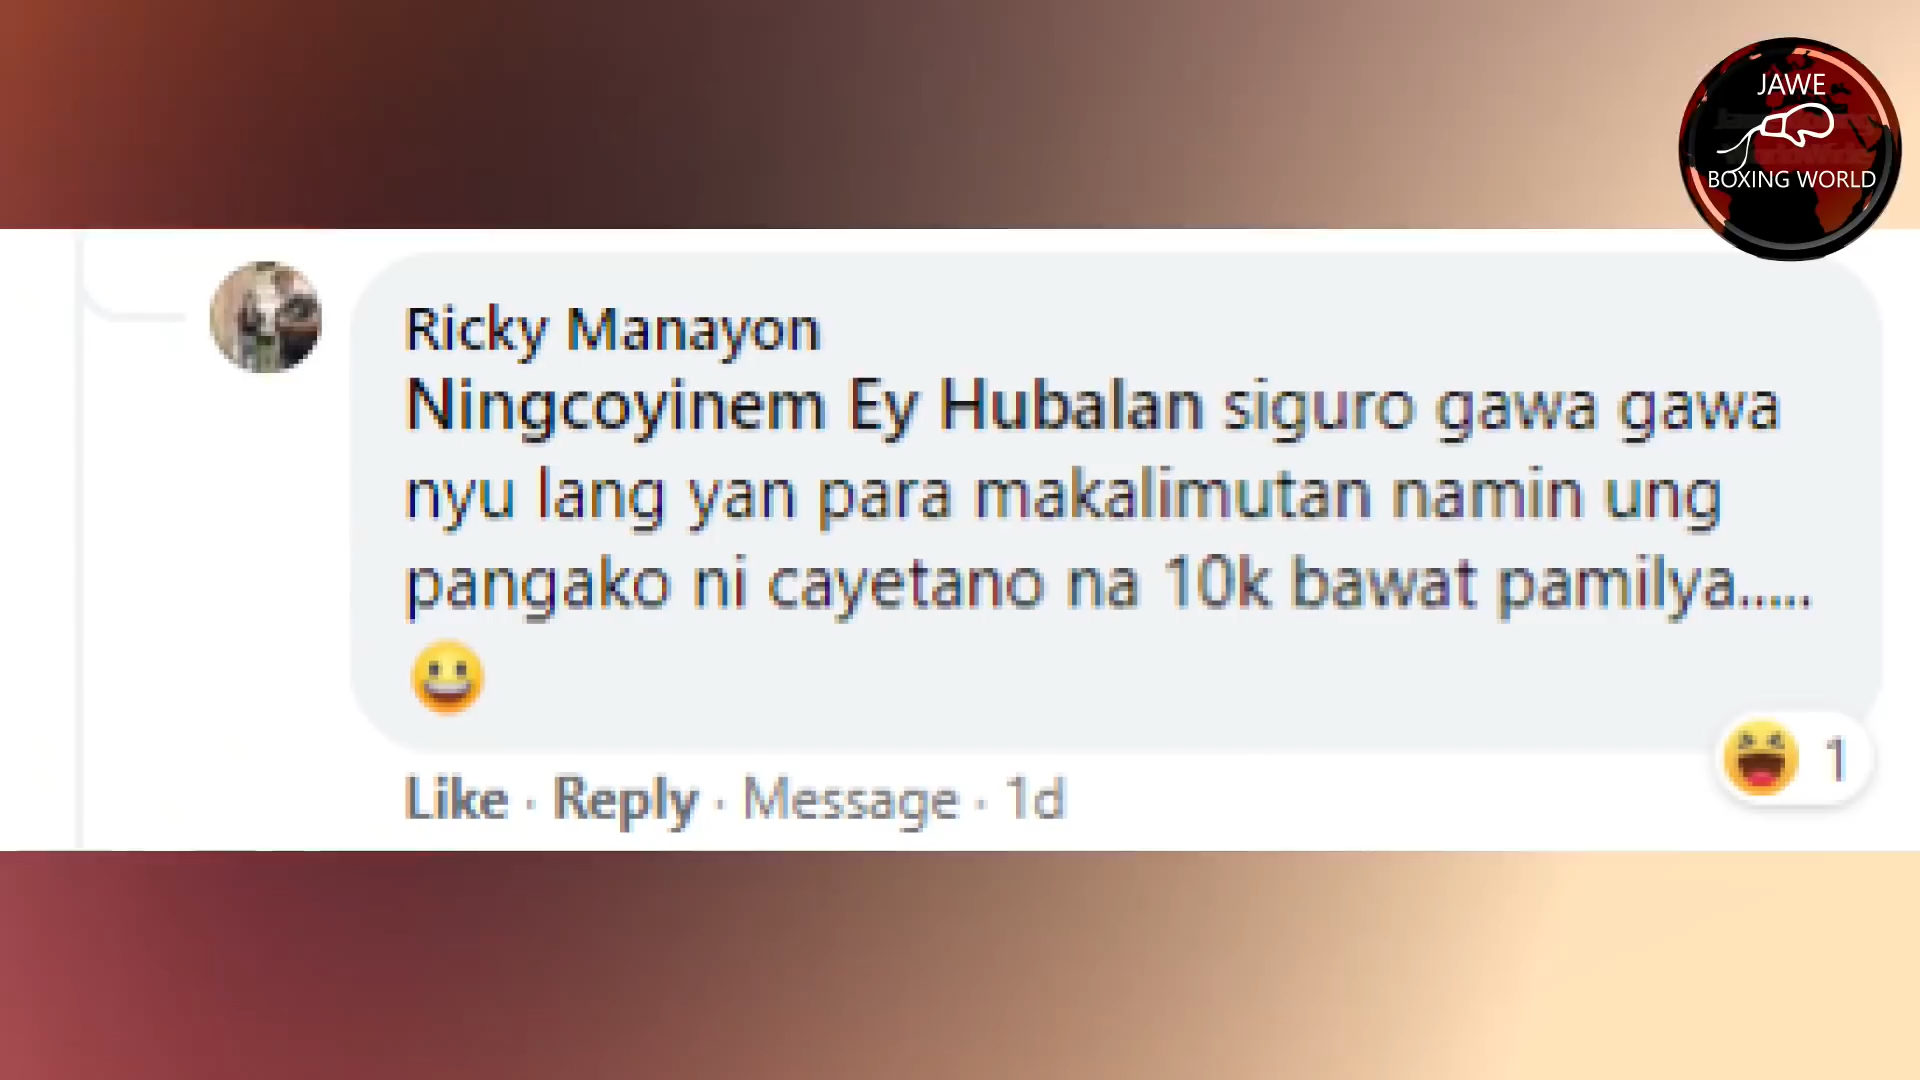 JAWE
BOXING WORLD
Ricky Manayon
Ningcoyinem Ey Hubalan siguro gawa gawa
nyu lang yan para makalimutan namin ung
pangako ni cayetano na 10k bawat pamilya.....
😀
Like · Reply · Message · 1d
1